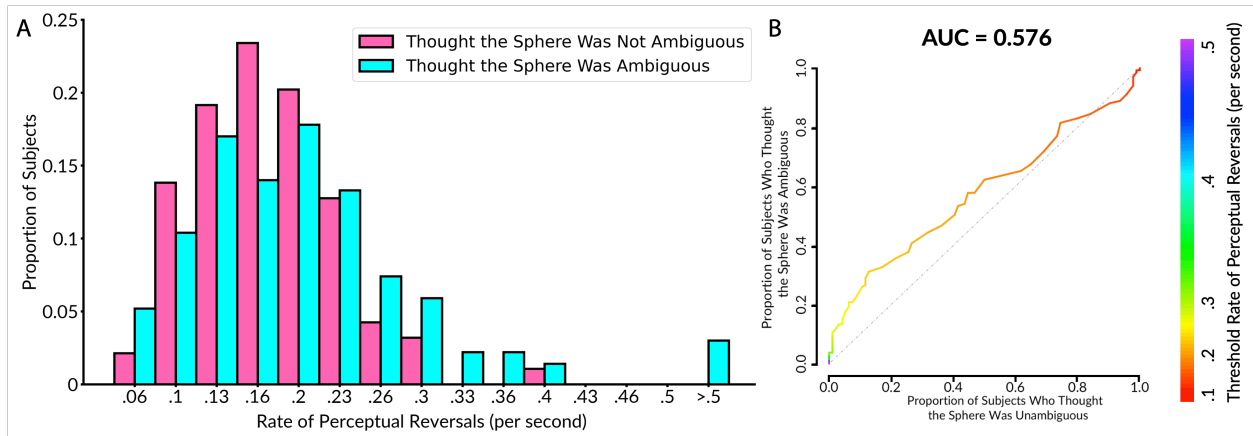 A
0.25
0.2
0.15
0.1
0.05
0
Proportion of Subjects
Thought the Sphere Was Not Ambiguous
Thought the Sphere Was Ambiguous
.06 .1 .13 .16 .2 .23 .26 .3 .33 .36 .4 .43 .46 .5 >.5
Rate of Perceptual Reversals (per second)
B
AUC = 0.576
1.0
0.8
0.6
0.4
0.2
0.0
Proportion of Subjects Who Thought
the Sphere Was Ambiguous
0.0 0.2 0.4 0.6 0.8 1.0
Proportion of Subjects Who Thought
the Sphere Was Unambiguous
.5
.4
.3
.2
.1
Threshold Rate of Perceptual Reversals (per second)